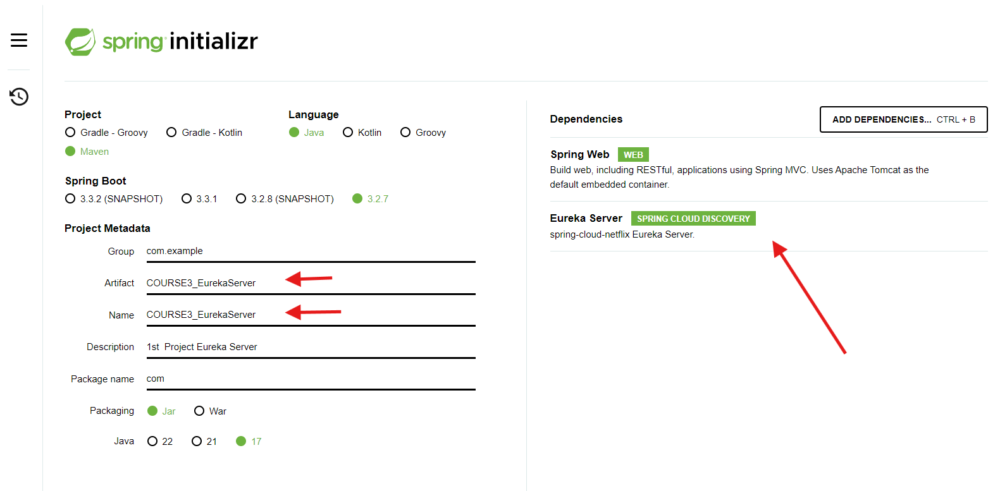 spring initializr
Project
Gradle - Groovy
Gradle - Kotlin
Maven
Language
Java
Kotlin
Groovy
Spring Boot
3.3.2 (SNAPSHOT)
3.3.1
3.2.8 (SNAPSHOT)
3.2.7
Project Metadata
Group com.example
Artifact COURSE3_EurekaServer
Name COURSE3_EurekaServer
Description 1st  Project Eureka Server
Package name com
Packaging Jar War
Java 22 21 17
Dependencies
ADD DEPENDENCIES... CTRL + B
Spring Web WEB
Build web, including RESTful, applications using Spring MVC. Uses Apache Tomcat as the
default embedded container.
Eureka Server SPRING CLOUD DISCOVERY
spring-cloud-netflix Eureka Server.